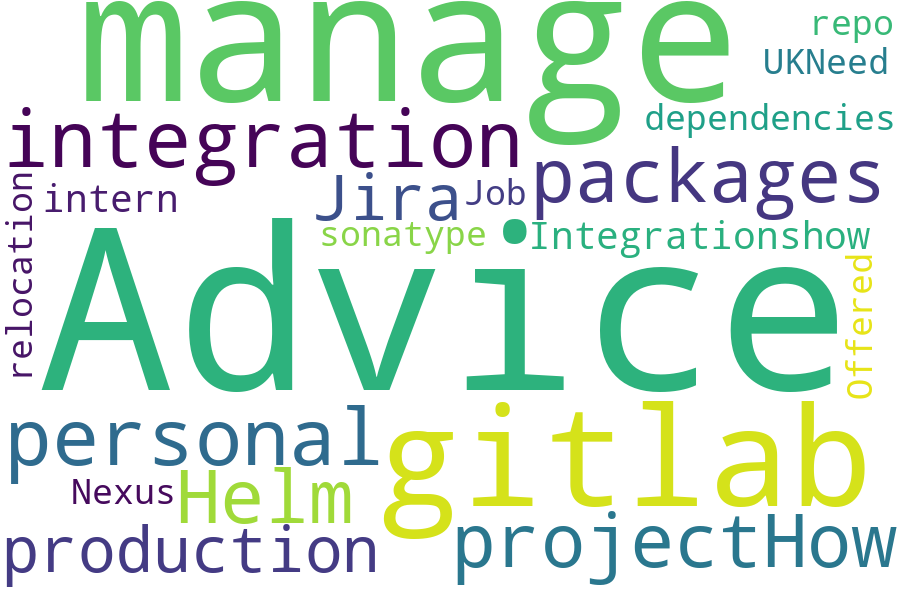 manage
repo
UKNeed
integration
dependencies
packages
relocation
intern
Jira
Job
sonatype
Integrationshow
Advice
Offered
personal
gitlab
Nexus
Helm
production
projectHow